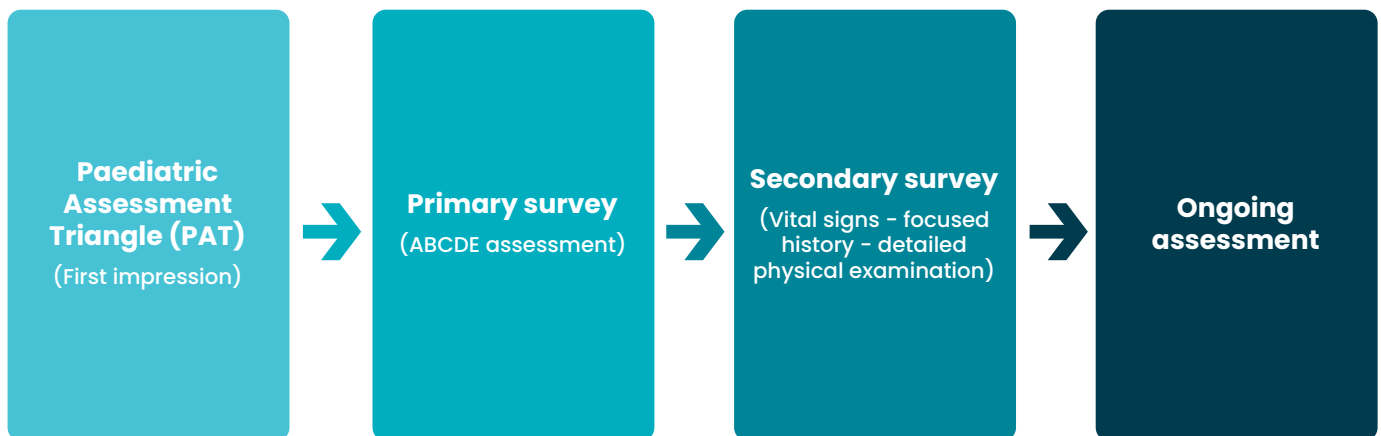 Paediatric
Assessment
Triangle (PAT)
(First impression)
Primary survey
(ABCDE assessment)
Secondary survey
(Vital signs - focused
history - detailed
physical examination)
Ongoing
assessment